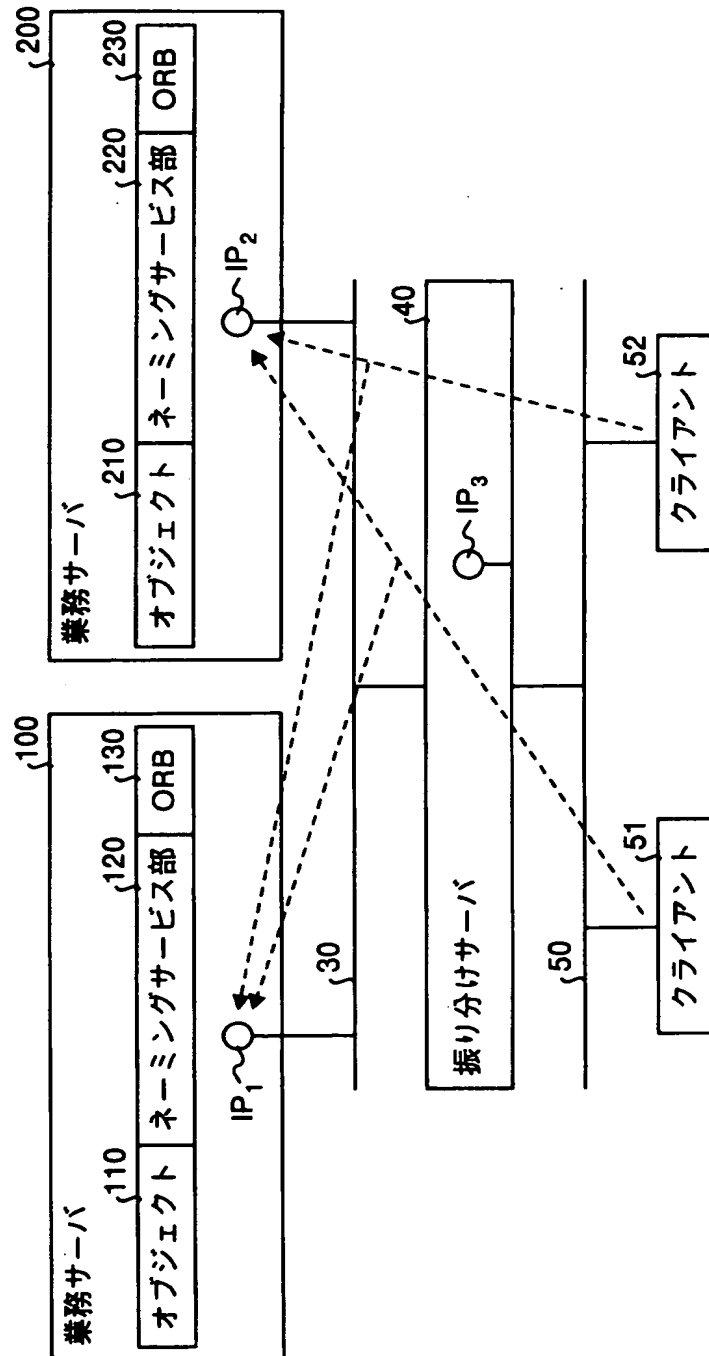 100
業務サーバ
110
120
130
オブジェクト
ネーミングサービス部
ORB
IP1
200
業務サーバ
210
220
230
オブジェクト
ネーミングサービス部
ORB
IP2
30
40
振り分けサーバ
IP3
50
51
クライアント
52
クライアント